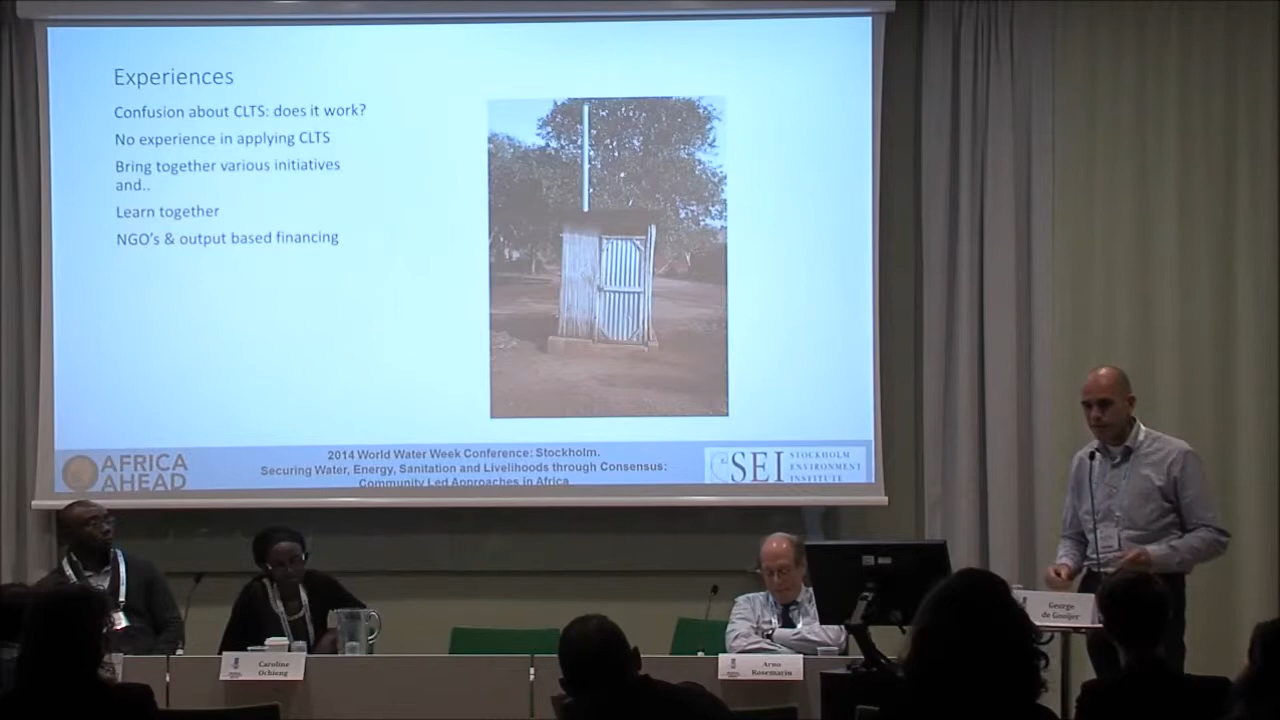 Experiences
Confusion about CLTS: does it work?
No experience in applying CLTS
Bring together various initiatives
and..
Learn together
NGO's & output based financing
AFRICA
AHEAD
2014 World Water Week Conference: Stockholm.
Securing Water, Energy, Sanitation and Livelihoods through Consensus:
Community Led Approaches in Africa
SEI
STOCKHOLM
ENVIRONMENT
INSTITUTE
Caroline
Ochieng
Arno
Rosemarin
George
de Gooijer